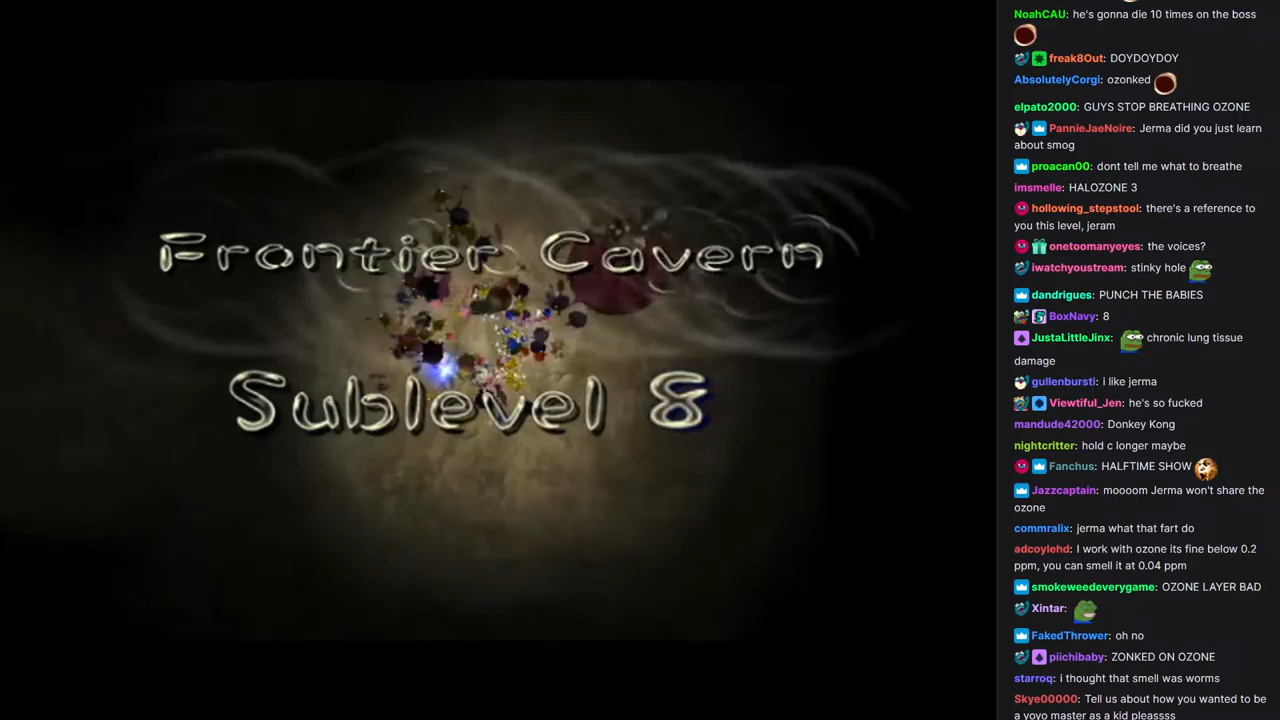 Frontier Cavern
Sublevel 8
NoahCAU: he's gonna die 10 times on the boss
freak8Out: DOYDOYDOY
AbsolutelyCorgi: ozonked
elpato2000: GUYS STOP BREATHING OZONE
PannieJaeNoire: Jerma did you just learn
about smog
proacan00: dont tell me what to breathe
imsmelle: HALOZONE 3
hollowing_stepstool: there's a reference to
you this level, jeram
onetoomanyeyes: the voices?
iwatchyoustream: stinky hole
dandrigues: PUNCH THE BABIES
BoxNavy: 8
JustaLittleJinx: chronic lung tissue
damage
gullenbursti: i like jerma
Viewtiful_Jen: he's so fucked
mandude42000: Donkey Kong
nightcritter: hold c longer maybe
Fanchus: HALFTIME SHOW
Jazzcaptain: moooom Jerma won't share the
ozone
commralix: jerma what that fart do
adcoylehd: I work with ozone its fine below 0.2
ppm, you can smell it at 0.04 ppm
smokeweedeverygame: OZONE LAYER BAD
Xintar:
FakedThrower: oh no
piichibaby: ZONKED ON OZONE
starroq: i thought that smell was worms
Skye00000: Tell us about how you wanted to be
a yoyo master as a kid pleassss